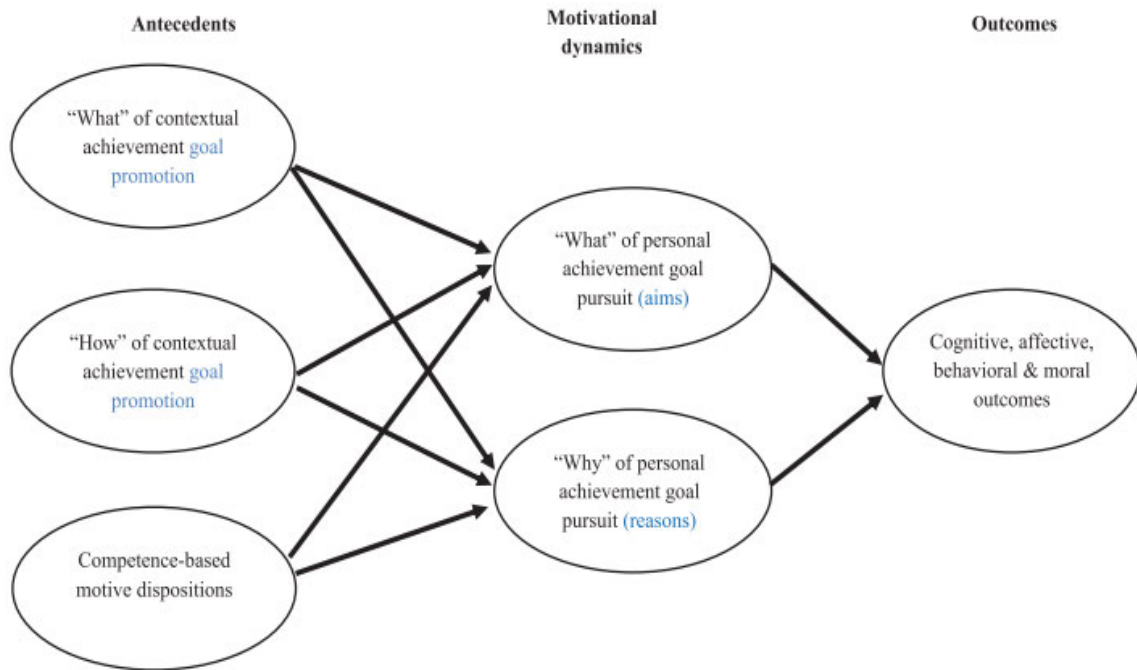 Antecedents
Motivational
dynamics
Outcomes
“What” of contextual
achievement goal
promotion
“How” of contextual
achievement goal
promotion
Competence-based
motive dispositions
“What” of personal
achievement goal
pursuit (aims)
“Why” of personal
achievement goal
pursuit (reasons)
Cognitive, affective,
behavioral & moral
outcomes